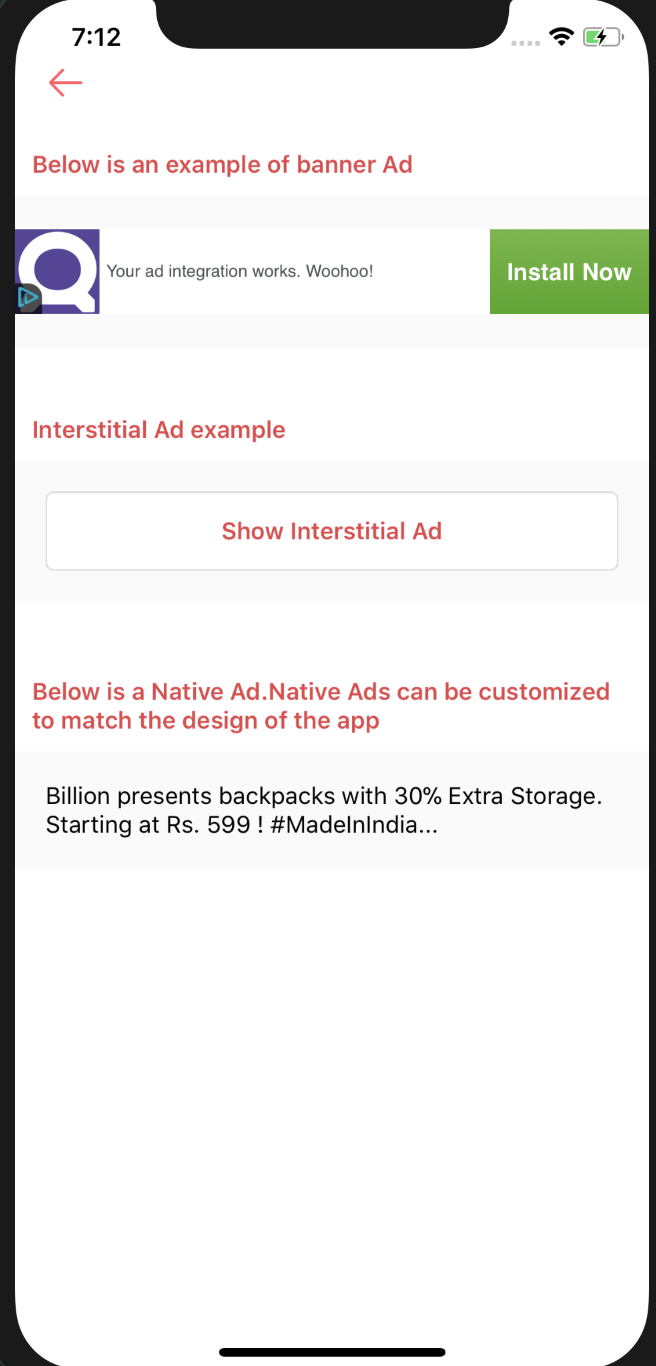 7:12
Below is an example of banner Ad
Your ad integration works. Woohoo!
Install Now
Interstitial Ad example
Show Interstitial Ad
Below is a Native Ad.Native Ads can be customized
to match the design of the app
Billion presents backpacks with 30% Extra Storage.
Starting at Rs. 599 ! #MadeInIndia...